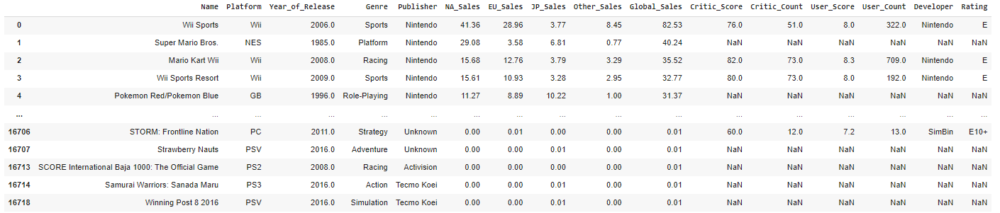 Name Platform Year_of_Release Genre Publisher NA_Sales EU_Sales JP_Sales Other_Sales Global_Sales Critic_Score Critic_Count User_Score User_Count Developer Rating
0 Wii Sports Wii 2006.0 Sports Nintendo 41.36 28.96 3.77 8.45 82.53 76.0 51.0 8.0 322.0 Nintendo E
1 Super Mario Bros. NES 1985.0 Platform Nintendo 29.08 3.58 6.81 0.77 40.24 NaN NaN NaN NaN NaN NaN
2 Mario Kart Wii Wii 2008.0 Racing Nintendo 15.68 12.76 3.79 3.29 35.52 82.0 73.0 8.3 709.0 Nintendo E
3 Wii Sports Resort Wii 2009.0 Sports Nintendo 15.61 10.93 3.28 2.95 32.77 80.0 73.0 8.0 192.0 Nintendo E
4 Pokemon Red/Pokemon Blue GB 1996.0 Role-Playing Nintendo 11.27 8.89 10.22 1.00 31.37 NaN NaN NaN NaN NaN NaN
... ... ... ... ... ... ... ... ... ... ... ... ... ... ... ... ...
16706 STORM: Frontline Nation PC 2011.0 Strategy Unknown 0.00 0.01 0.00 0.00 0.01 60.0 12.0 7.2 13.0 SimBin E10+
16707 Strawberry Nauts PSV 2016.0 Adventure Unknown 0.00 0.00 0.01 0.00 0.01 NaN NaN NaN NaN NaN NaN
16713 SCORE International Baja 1000: The Official Game PS2 2008.0 Racing Activision 0.00 0.00 0.00 0.00 0.01 NaN NaN NaN NaN NaN NaN
16714 Samurai Warriors: Sanada Maru PS3 2016.0 Action Tecmo Koei 0.00 0.00 0.01 0.00 0.01 NaN NaN NaN NaN NaN NaN
16718 Winning Post 8 2016 PSV 2016.0 Simulation Tecmo Koei 0.00 0.00 0.01 0.00 0.01 NaN NaN NaN NaN NaN NaN